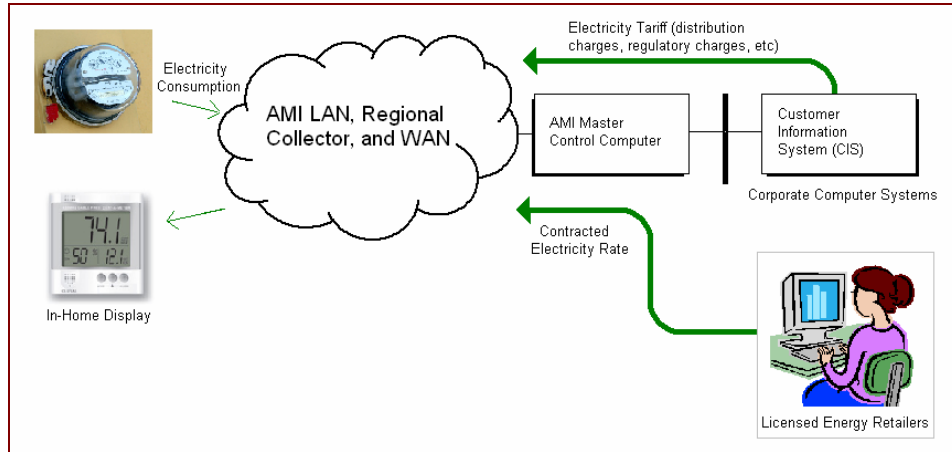 Electricity Tariff (distribution
charges, regulatory charges, etc)
Electricity
Consumption
AMI LAN, Regional
Collector, and WAN
AMI Master
Control Computer
Customer
Information
System (CIS)
Corporate Computer Systems
Contracted
Electricity Rate
74.1
50
12.1
In-Home Display
Licensed Energy Retailers